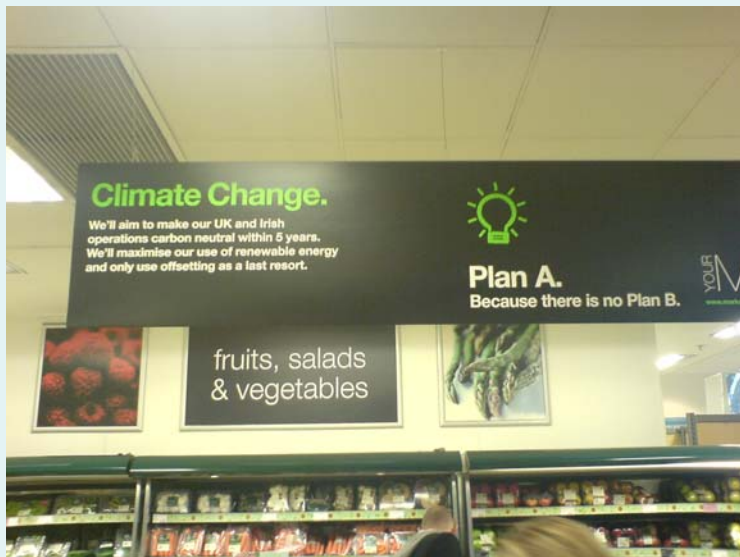 Climate Change.
We'll aim to make our UK and Irish
operations carbon neutral within 5 years.
We'll maximise our use of renewable energy
and only use offsetting as a last resort.
Plan A.
Because there is no Plan B.
YOUR M
fruits, salads
& vegetables